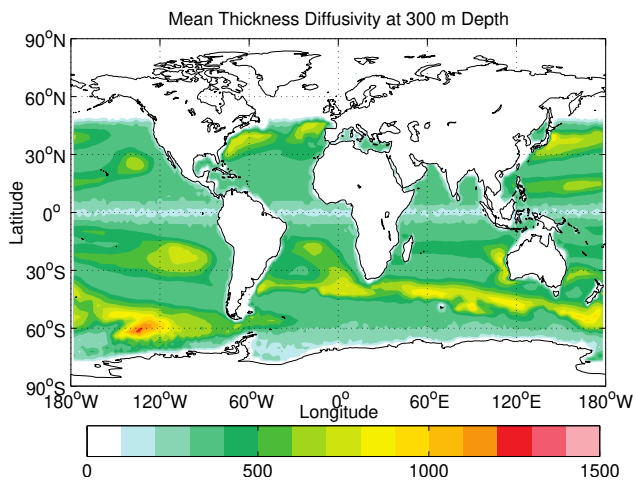 Mean Thickness Diffusivity at 300 m Depth
90°N
60°N
30°N
0°
30°S
60°S
90°S
Latitude
180°W 120°W 60°W 0° 60°E 120°E 180°W
Longitude
0 500 1000 1500